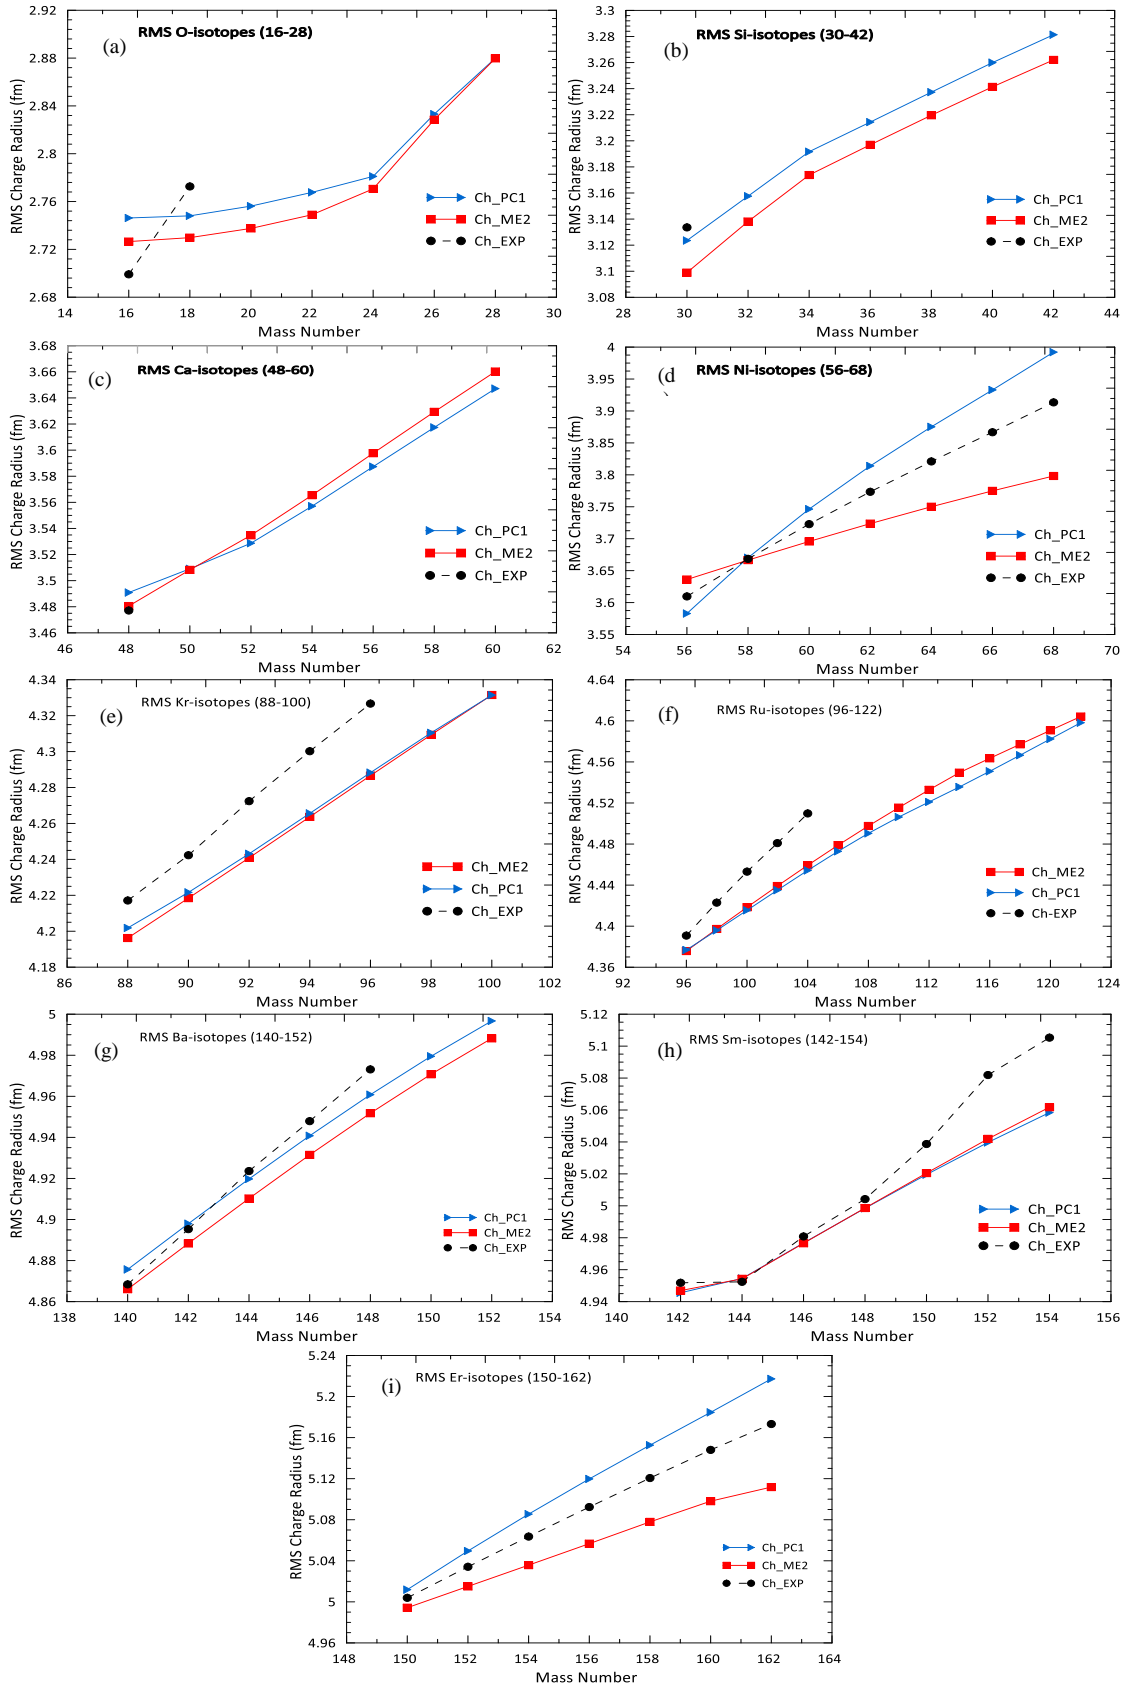 (a)
RMS O-isotopes (16-28)
RMS Charge Radius (fm)
2.92
2.88
2.84
2.8
2.76
2.72
2.68
Ch_PC1
Ch_ME2
Ch_EXP
14 16 18 20 22 24 26 28 30
Mass Number
(b)
RMS Si-isotopes (30-42)
RMS Charge Radius (fm)
3.3
3.28
3.26
3.24
3.22
3.2
3.18
3.16
3.14
3.12
3.1
3.08
Ch_PC1
Ch_ME2
Ch_EXP
28 30 32 34 36 38 40 42 44
Mass Number
(c)
RMS Ca-isotopes (48-60)
RMS Charge Radius (fm)
3.68
3.66
3.64
3.62
3.6
3.58
3.56
3.54
3.52
3.5
3.48
3.46
Ch_PC1
Ch_ME2
Ch_EXP
46 48 50 52 54 56 58 60 62
Mass Number
(d
RMS Ni-isotopes (56-68)
RMS Charge Radius (fm)
4
3.95
3.9
3.85
3.8
3.75
3.7
3.65
3.6
3.55
Ch_PC1
Ch_ME2
Ch_EXP
54 56 58 60 62 64 66 68 70
Mass Number
(e)
RMS Kr-isotopes (88-100)
RMS Charge Radius (fm)
4.34
4.32
4.3
4.28
4.26
4.24
4.22
4.2
4.18
Ch_ME2
Ch_PC1
Ch_EXP
86 88 90 92 94 96 98 100 102
Mass Number
(f)
RMS Ru-isotopes (96-122)
RMS Charge Radius (fm)
4.64
4.6
4.56
4.52
4.48
4.44
4.4
4.36
Ch_ME2
Ch_PC1
Ch-EXP
92 96 100 104 108 112 116 120 124
Mass Number
(g)
RMS Ba-isotopes (140-152)
RMS Charge Radius (fm)
5
4.98
4.96
4.94
4.92
4.9
4.88
4.86
Ch_PC1
Ch_ME2
Ch_EXP
138 140 142 144 146 148 150 152 154
Mass Number
(h)
RMS Sm-isotopes (142-154)
RMS Charge Radius (fm)
5.12
5.1
5.08
5.06
5.04
5.02
5
4.98
4.96
4.94
Ch_PC1
Ch_ME2
Ch_EXP
140 142 144 146 148 150 152 154 156
Mass Number
(i)
RMS Er-isotopes (150-162)
RMS Charge Radius (fm)
5.24
5.2
5.16
5.12
5.08
5.04
5
4.96
Ch_PC1
Ch_ME2
Ch_EXP
148 150 152 154 156 158 160 162 164
Mass Number